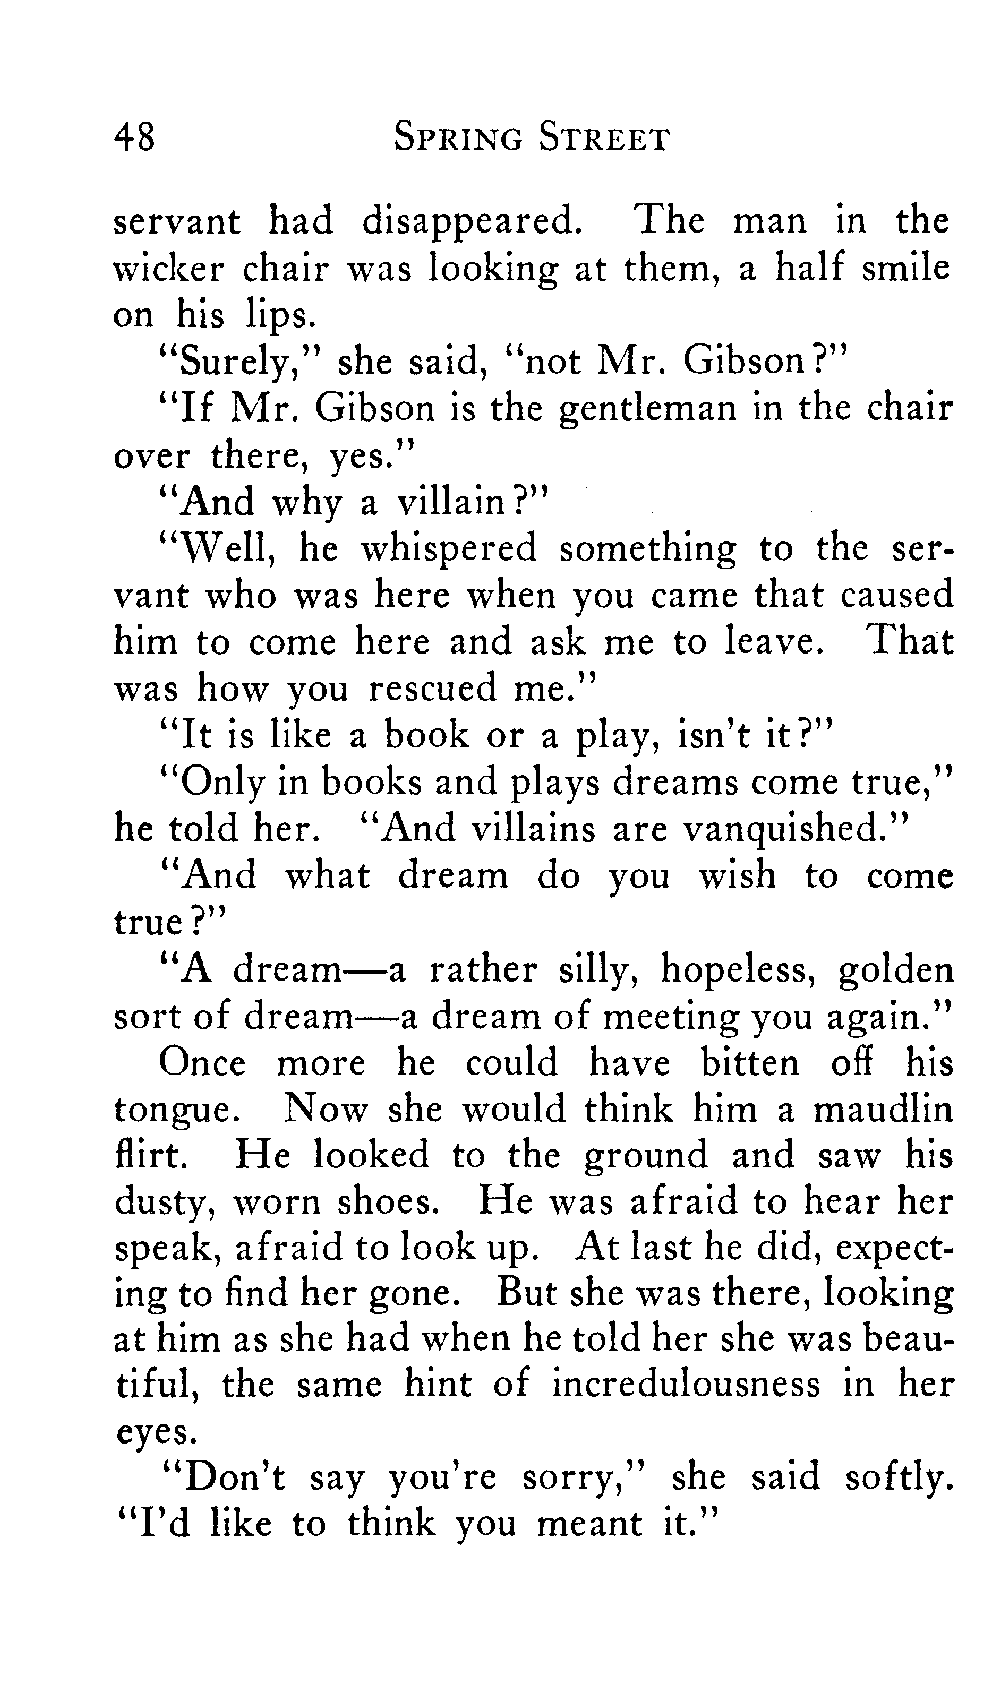 48 SPRING STREET
servant had disappeared. The man in the
wicker chair was looking at them, a half smile
on his lips.
"Surely," she said, "not Mr. Gibson?"
"If Mr. Gibson is the gentleman in the chair
over there, yes."
"And why a villain?"
"Well, he whispered something to the ser-
vant who was here when you came that caused
him to come here and ask me to leave. That
was how you rescued me."
"It is like a book or a play, isn't it?"
"Only in books and plays dreams come true,"
he told her. "And villains are vanquished."
"And what dream do you wish to come
true?"
"A dream—a rather silly, hopeless, golden
sort of dream—a dream of meeting you again."
Once more he could have bitten off his
tongue. Now she would think him a maudlin
flirt. He looked to the ground and saw his
dusty, worn shoes. He was afraid to hear her
speak, afraid to look up. At last he did, expect-
ing to find her gone. But she was there, looking
at him as she had when he told her she was beau-
tiful, the same hint of incredulousness in her
eyes.
"Don't say you're sorry," she said softly.
"I'd like to think you meant it."